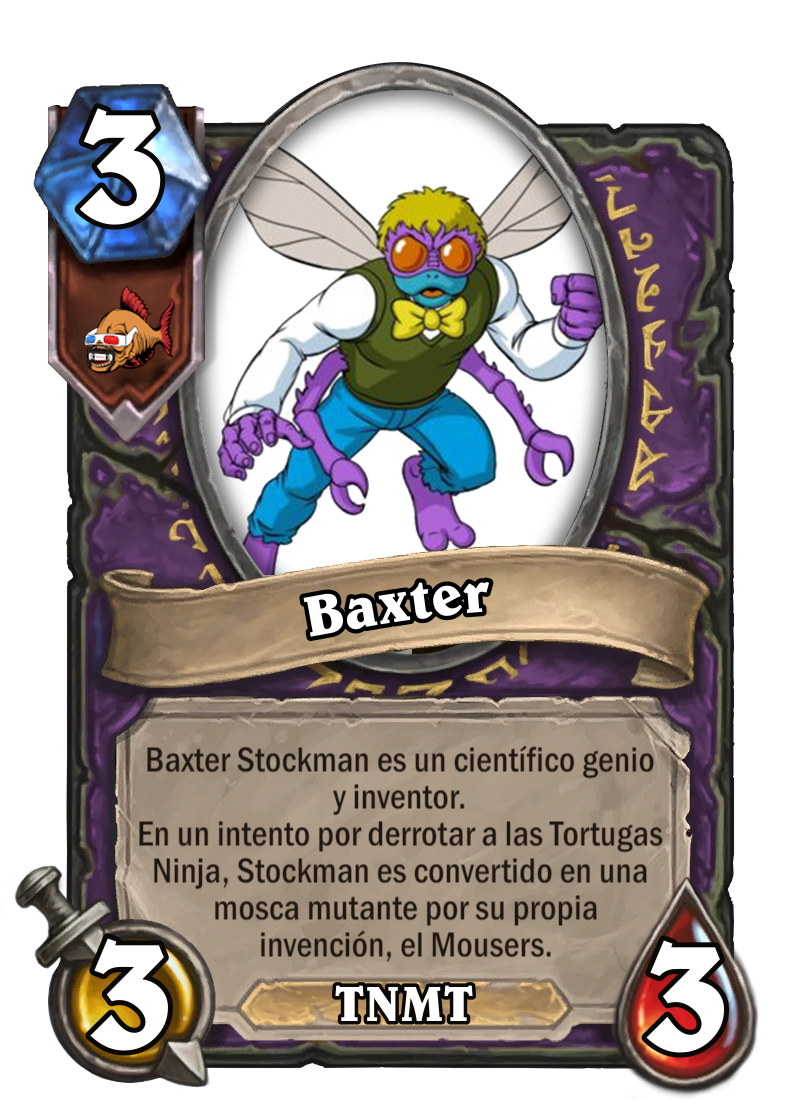 3
Baxter
Baxter Stockman es un científico genio
y inventor.
En un intento por derrotar a las Tortugas
Ninja, Stockman es convertido en una
mosca mutante por su propia
invención, el Mousers.
3
TNMT
3